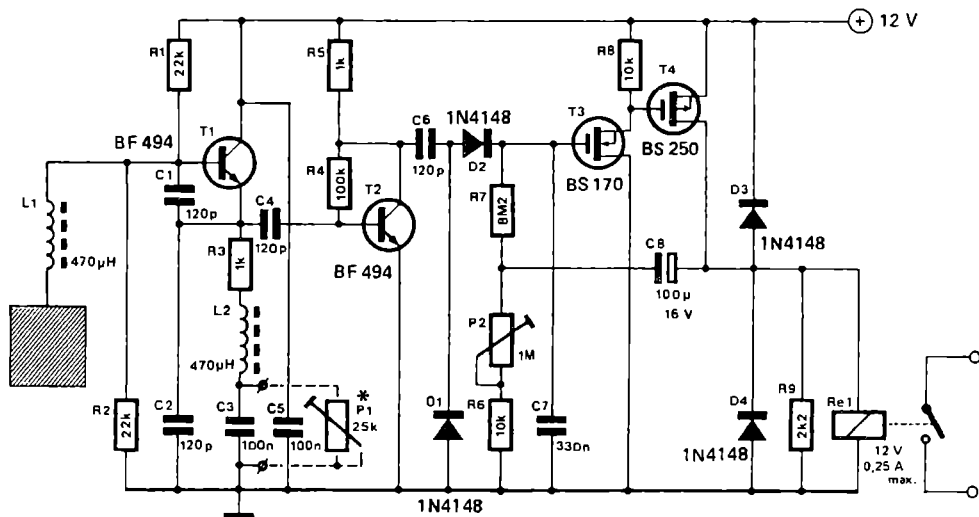 12 V
R1
22k
R5
1k
R8
10k
T4
T1
BF 494
C6
120p
1N4148
D2
T3
BS 170
BS 250
C1
120p
R4
100k
T2
BF 494
C4
120p
R7
8M2
D3
1N4148
L1
470µH
R3
1k
C8
100µ
16 V
L2
470µH
P2
1M
R2
22k
C2
120p
C3
100n
C5
100n
*
P1
25k
D1
1N4148
R6
10k
C7
330n
D4
1N4148
R9
2k2
Re1
12 V
0,25 A
max.